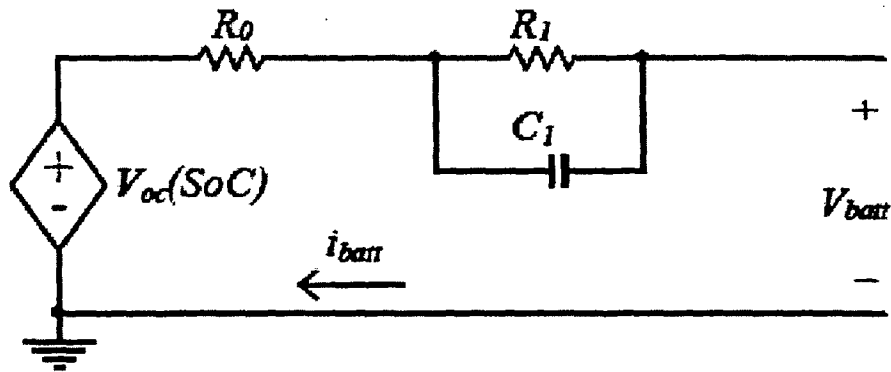 R0
R1
C1
+
+
-
Voc(SoC)
Vbatt
ibatt
-